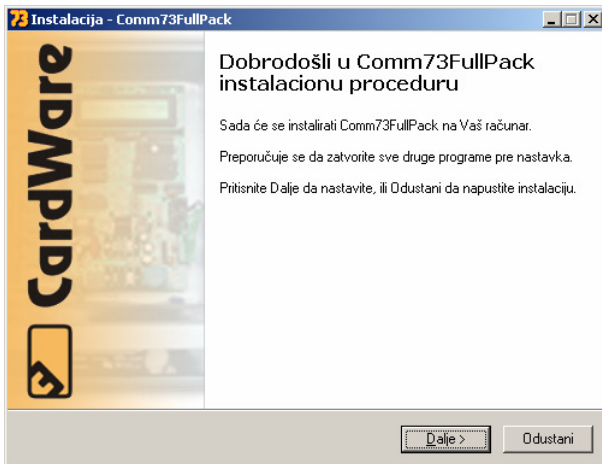 73 Instalacija - Comm73FullPack
CardWare
Dobrodošli u Comm73FullPack
instalacionu proceduru
Sada će se instalirati Comm73FullPack na Vaš računar.
Preporučuje se da zatvorite sve druge programe pre nastavka.
Pritisnite Dalje da nastavite, ili Odustani da napustite instalaciju.
Dalje >
Odustani